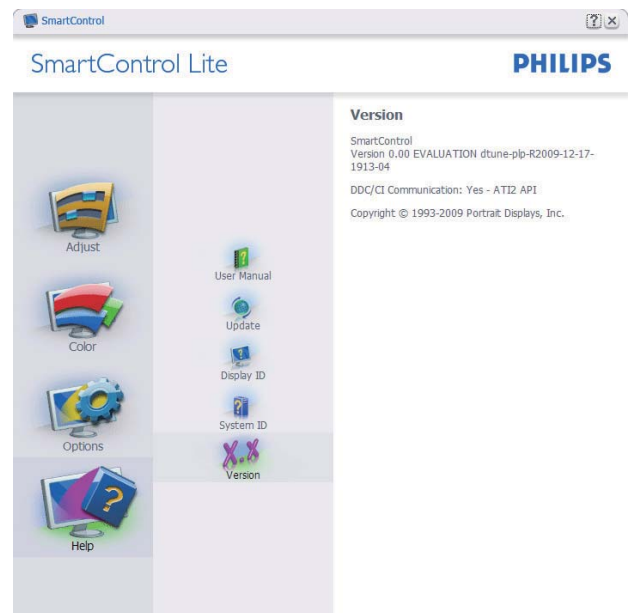 SmartControl
SmartControl Lite
PHILIPS
Adjust
Color
Options
Help
User Manual
Update
Display ID
System ID
X.X
Version
Version
SmartControl
Version 0.00 EVALUATION dtune-plp-R2009-12-17-
1913-04
DDC/CI Communication: Yes - ATI2 API
Copyright © 1993-2009 Portrait Displays, Inc.